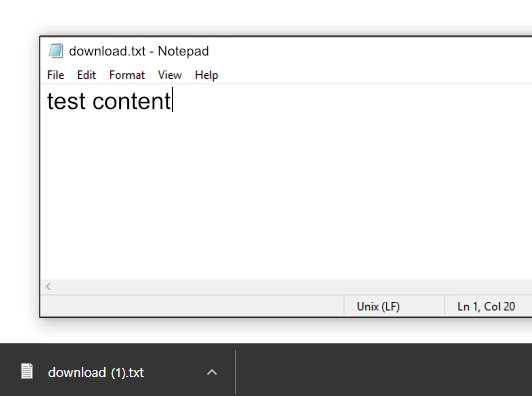 download.txt - Notepad
File Edit Format View Help
test content
Unix (LF) Ln 1, Col 20
download (1).txt